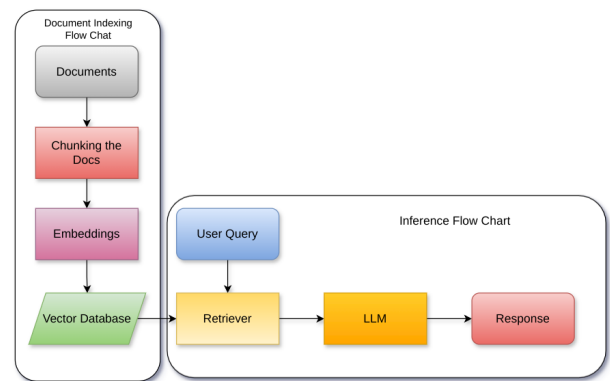 Document Indexing
Flow Chat
Documents
Chunking the
Docs
Embeddings
User Query
Inference Flow Chart
Vector Database
Retriever
LLM
Response